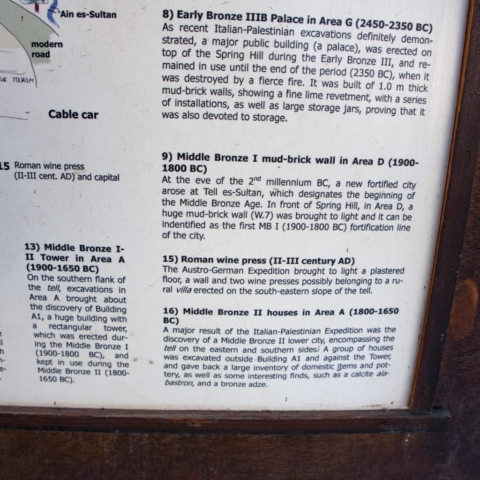 'Ain es-Sultan
modern
road
Cable car
15 Roman wine press
(II-III cent. AD) and capital
13) Middle Bronze I-
II Tower in Area A
(1900-1650 BC)
On the southern flank of
the tell, excavations in
Area A brought about
the discovery of Building
A1, a huge building with
a rectangular tower,
which was erected dur-
ing the Middle Bronze I
(1900-1800 BC), and
kept in use during the
Middle Bronze II (1800-
1650 BC).
8) Early Bronze IIIB Palace in Area G (2450-2350 BC)
As recent Italian-Palestinian excavations definitely demon-
strated, a major public building (a palace), was erected on
top of the Spring Hill during the Early Bronze III, and re-
mained in use until the end of the period (2350 BC), when it
was destroyed by a fierce fire. It was built of 1.0 m thick
mud-brick walls, showing a fine lime revetment, with a series
of installations, as well as large storage jars, proving that it
was also devoted to storage.
9) Middle Bronze I mud-brick wall in Area D (1900-
1800 BC)
At the eve of the 2nd millennium BC, a new fortified city
arose at Tell es-Sultan, which designates the beginning of
the Middle Bronze Age. In front of Spring Hill, in Area D, a
huge mud-brick wall (W.7) was brought to light and it can be
indentified as the first MB I (1900-1800 BC) fortification line
of the city.
15) Roman wine press (II-III century AD)
The Austro-German Expedition brought to light a plastered
floor, a wall and two wine presses possibly belonging to a ru-
ral villa erected on the south-eastern slope of the tell.
16) Middle Bronze II houses in Area A (1800-1650
BC)
A major result of the Italian-Palestinian Expedition was the
discovery of a Middle Bronze II lower city, encompassing the
tell on the eastern and southern sides. A group of houses
was excavated outside Building A1 and against the Tower,
and gave back a large inventory of domestic items and pot-
tery, as well as some interesting finds, such as a calcite ala-
bastron, and a bronze adze.